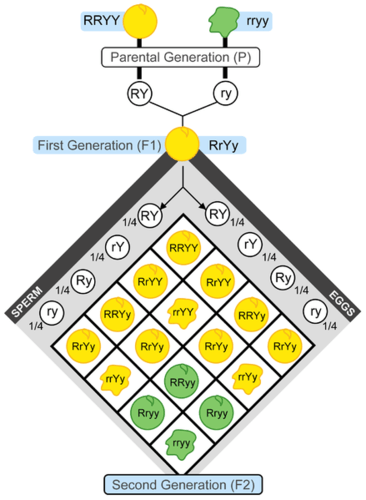 RRYY rryy
Parental Generation (P)
RY ry
First Generation (F1) RrYy
1/4 RY RY 1/4
1/4 rY rY 1/4
1/4 Ry Ry 1/4
1/4 ry ry 1/4
SPERM EGGS
RRYY
RrYY RrYY
RRYy rrYY RRYy
RrYy RrYy RrYy RrYy
rrYy RRyy rrYy
Rryy Rryy
rryy
Second Generation (F2)